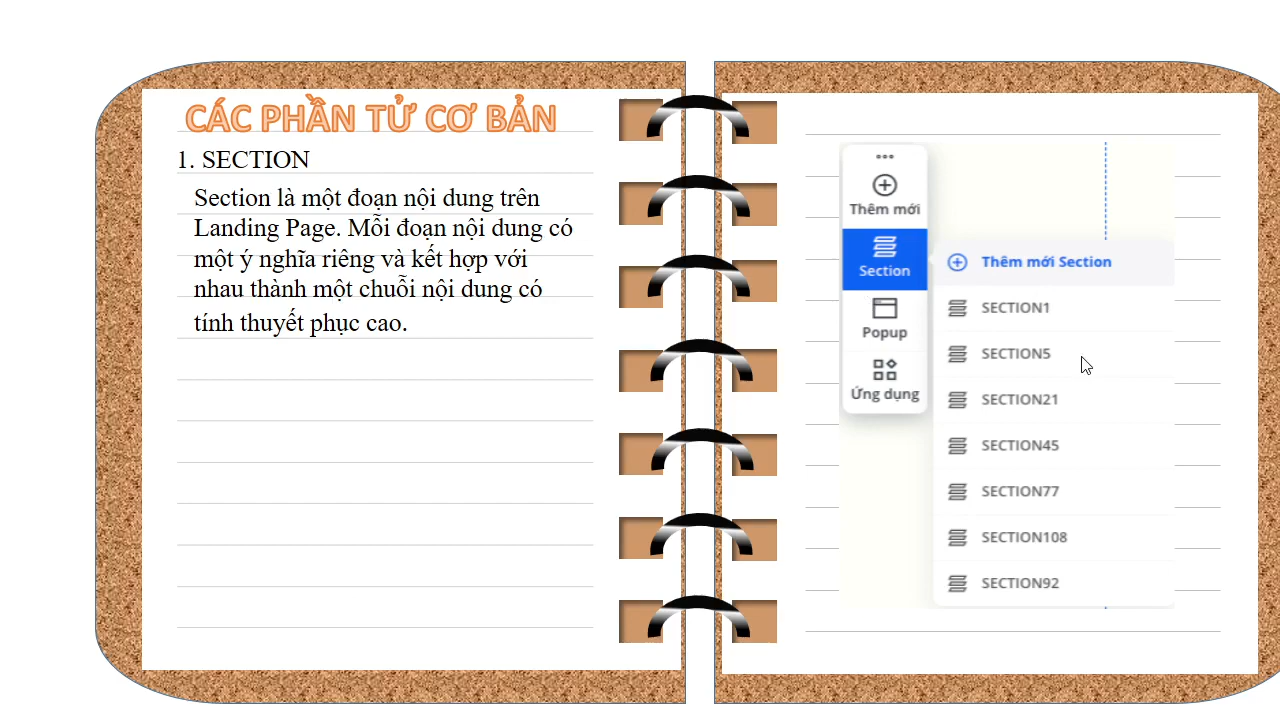 CÁC PHẦN TỬ CƠ BẢN
1. SECTION
Section là một đoạn nội dung trên
Landing Page. Mỗi đoạn nội dung có
một ý nghĩa riêng và kết hợp với
nhau thành một chuỗi nội dung có
tính thuyết phục cao.
Thêm mới
Section
Popup
Ứng dụng
Thêm mới Section
SECTION1
SECTION5
SECTION21
SECTION45
SECTION77
SECTION108
SECTION92